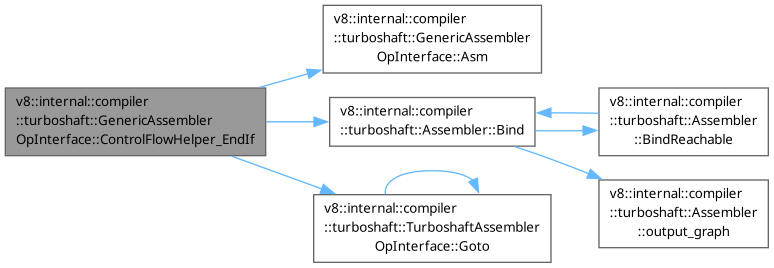 v8::internal::compiler
::turboshaft::GenericAssembler
OpInterface::ControlFlowHelper_EndIf
v8::internal::compiler
::turboshaft::GenericAssembler
OpInterface::Asm
v8::internal::compiler
::turboshaft::Assembler::Bind
v8::internal::compiler
::turboshaft::Assembler
::BindReachable
v8::internal::compiler
::turboshaft::Assembler
::output_graph
v8::internal::compiler
::turboshaft::TurboshaftAssembler
OpInterface::Goto